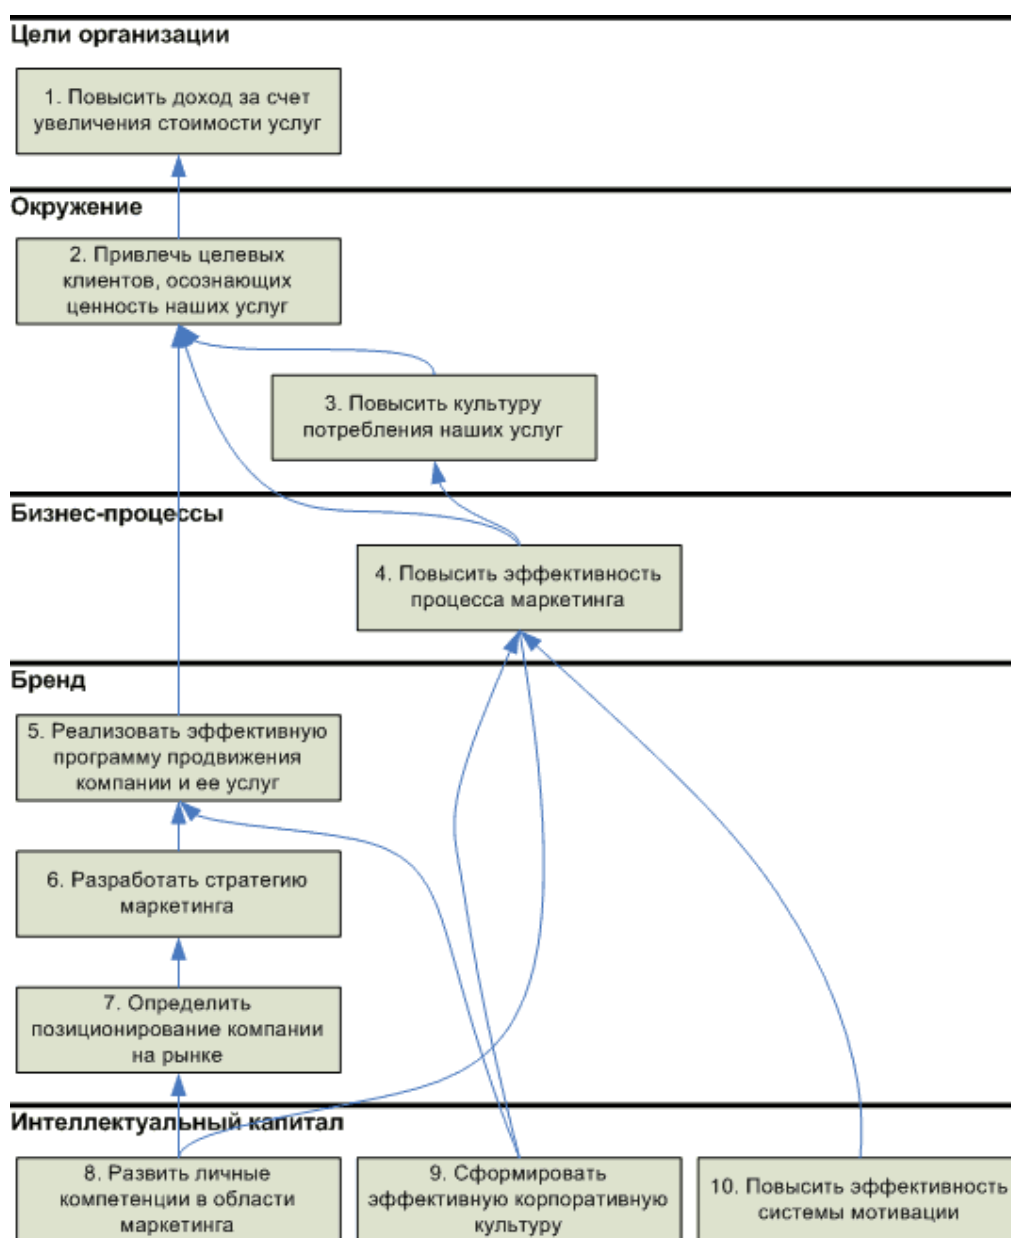 Цели организации
1. Повысить доход за счет
увеличения стоимости услуг
Окружение
2. Привлечь целевых
клиентов, осознающих
ценность наших услуг
3. Повысить культуру
потребления наших услуг
Бизнес-процессы
4. Повысить эффективность
процесса маркетинга
Бренд
5. Реализовать эффективную
программу продвижения
компании и ее услуг
6. Разработать стратегию
маркетинга
7. Определить
позиционирование компании
на рынке
Интеллектуальный капитал
8. Развить личные
компетенции в области
маркетинга
9. Сформировать
эффективную корпоративную
культуру
10. Повысить эффективность
системы мотивации